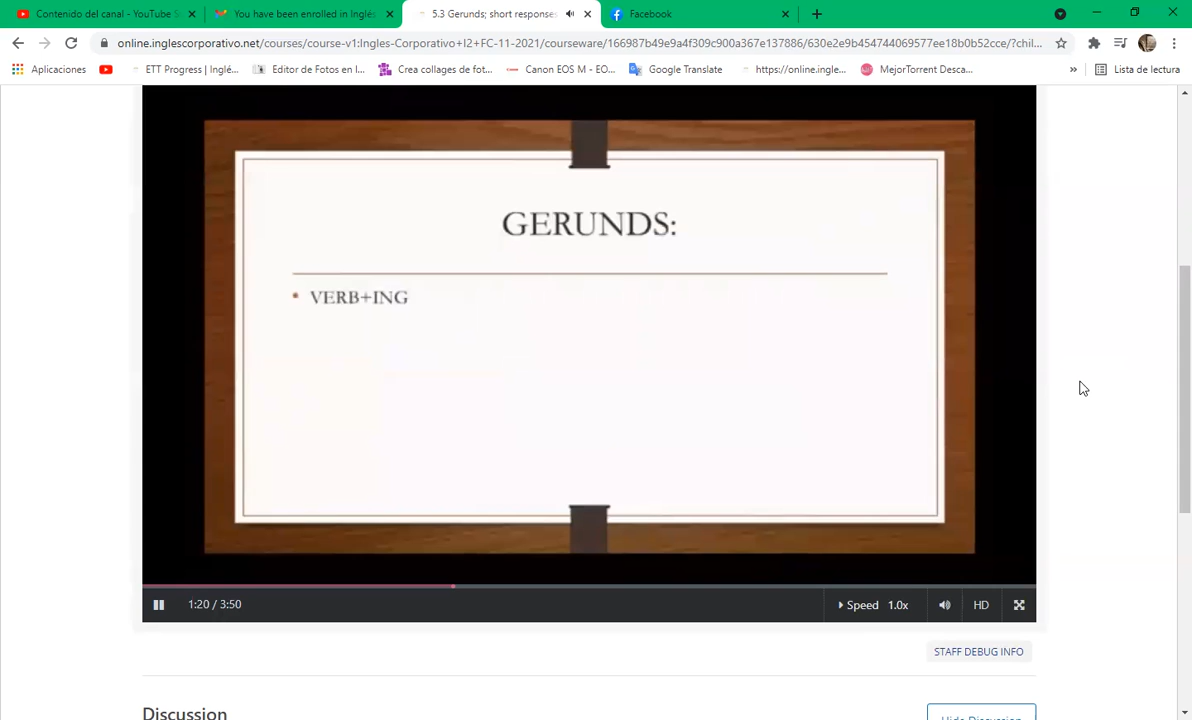 Contenido del canal - YouTube S
You have been enrolled in Inglés
5.3 Gerunds; short responses
Facebook
online.inglescorporativo.net/courses/course-v1:Ingles-Corporativo+I2+FC-11-2021/courseware/166987b49e9a4f309c900a367e137886/630e2e9b454744069577ee18b0b52cce/?chil...
Aplicaciones
ETT Progress | Inglé...
Editor de Fotos en l...
Crea collages de fot...
Canon EOS M - EO...
Google Translate
https://online.ingle...
MejorTorrent Desca...
»
Lista de lectura
GERUNDS:
• VERB+ING
1:20 / 3:50
Speed 1.0x
HD
STAFF DEBUG INFO
Discussion
Hide Discussion